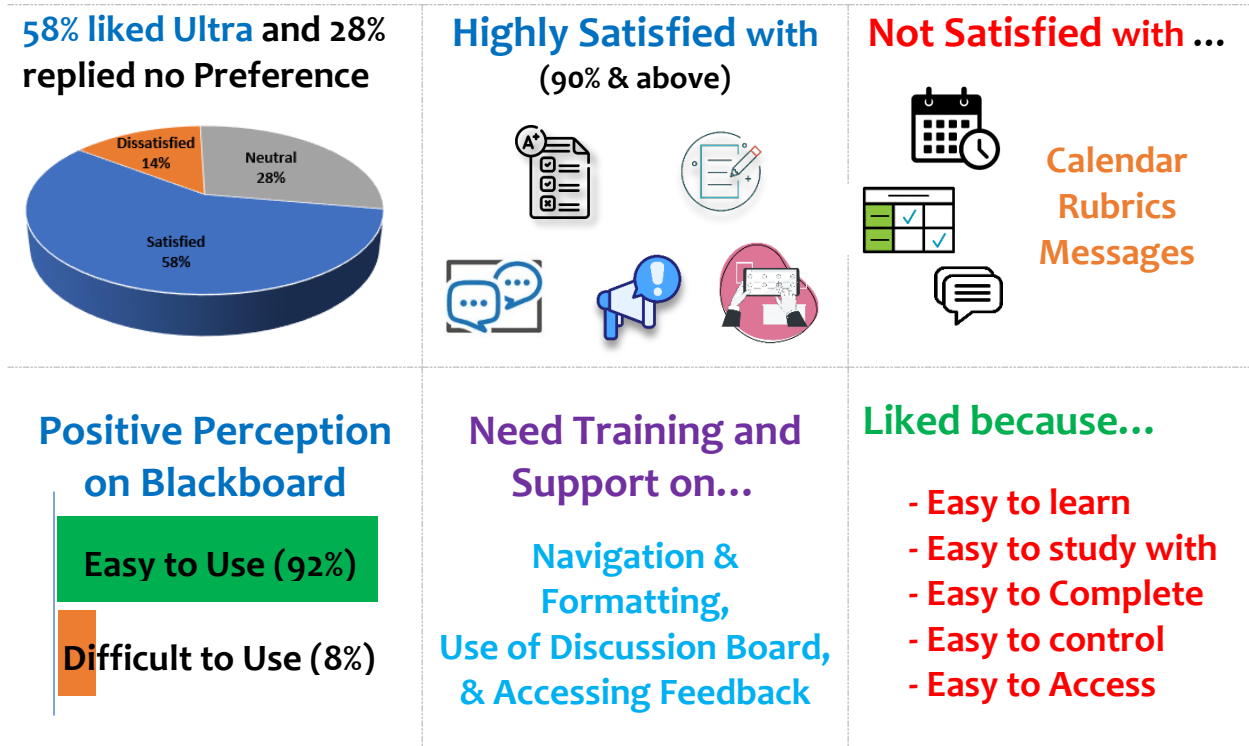 58% liked Ultra and 28%
replied no Preference
Dissatisfied
14%
Neutral
28%
Satisfied
58%
Highly Satisfied with
(90% & above)
A+
Not Satisfied with ...
Calendar
Rubrics
Messages
Positive Perception
on Blackboard
Easy to Use (92%)
Difficult to Use (8%)
Need Training and
Support on...
Navigation &
Formatting,
Use of Discussion Board,
& Accessing Feedback
Liked because...
- Easy to learn
- Easy to study with
- Easy to Complete
- Easy to control
- Easy to Access